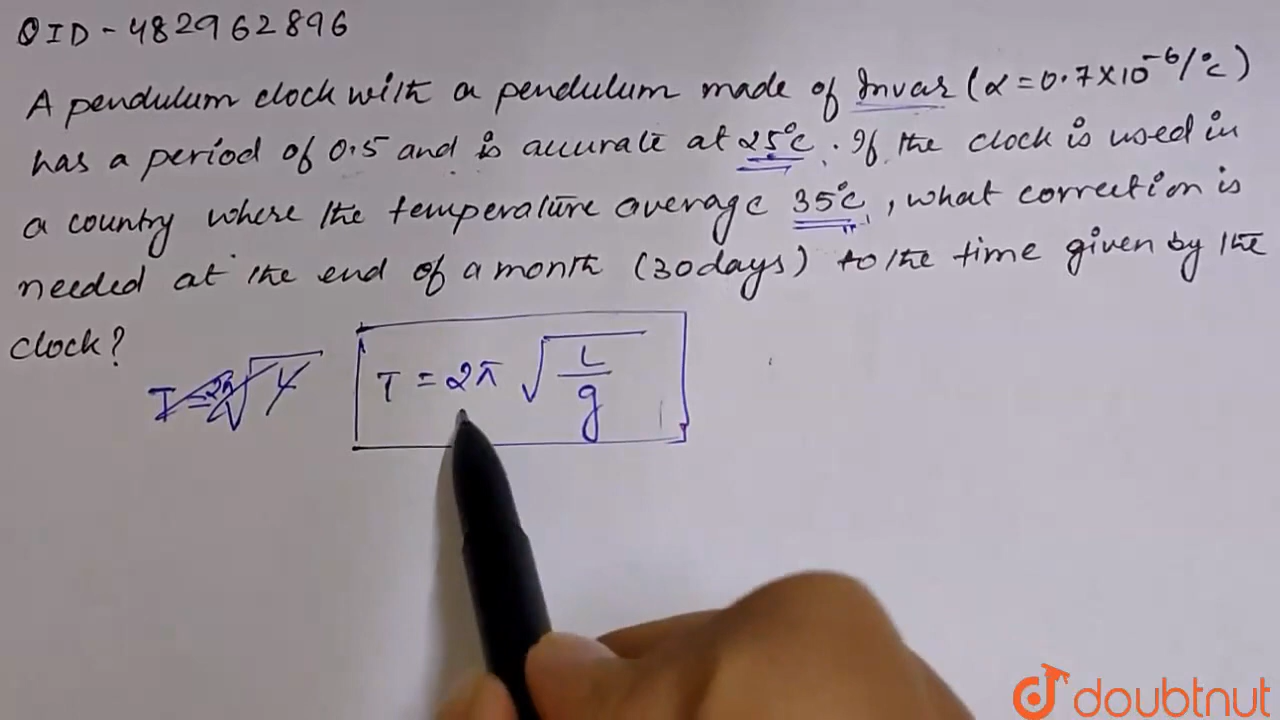 QID - 482962896
A pendulum clock with a pendulum made of Invar (α = 0.7×10⁻⁶/°C)
has a period of 0.5 and is accurate at 25°C. If the clock is used in
a country where the temperature average 35°C, what correction is
needed at the end of a month (30 days) to the time given by the
clock?
T = 2π √ L/g
doubtnut